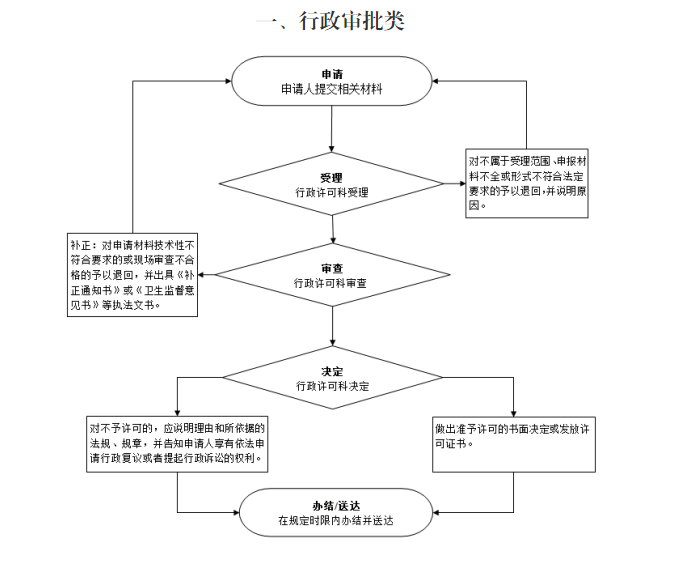 一、行政审批类
申请
申请人提交相关材料
受理
行政许可科受理
对不属于受理范围、申报材
料不全或形式不符合法定
要求的予以退回，并说明原
因。
补正：对申请材料技术性不
符合要求的或现场审查不合
格的予以退回，并出具《补
正通知书》或《卫生监督意
见书》等执法文书。
审查
行政许可科审查
决定
行政许可科决定
对不予许可的，应说明理由和所依据的
法规、规章，并告知申请人享有依法申
请行政复议或者提起行政诉讼的权利。
做出准予许可的书面决定或发放许
可证书。
办结/送达
在规定时限内办结并送达